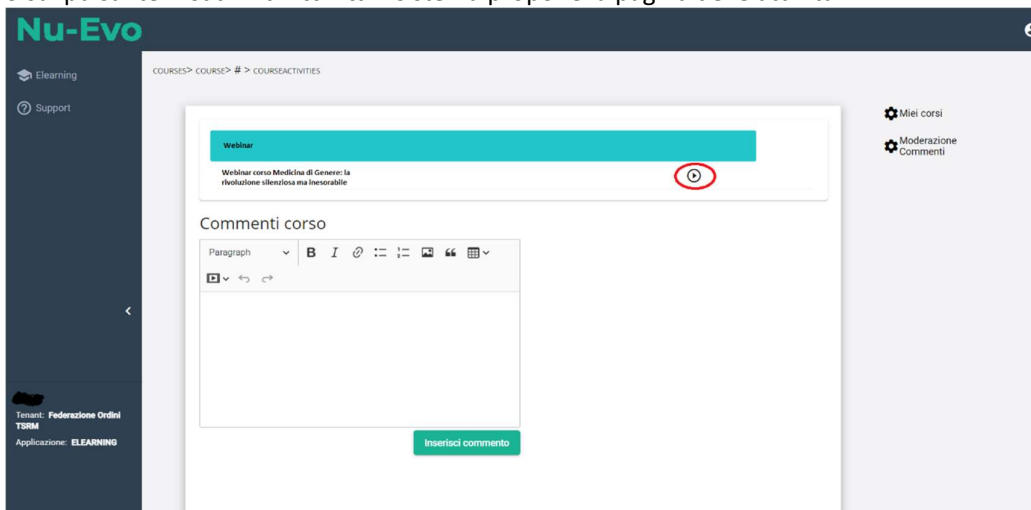 Nu-Evo
Elearning
Support
COURSES> COURSE> # > COURSEACTIVITIES
Miei corsi
Moderazione
Commenti
Webinar
Webinar corso Medicina di Genere: la
rivoluzione silenziosa ma inesorabile
Commenti corso
Paragraph
B I
Inserisci commento
Tenant: Federazione Ordini
TSRM
Applicazione: ELEARNING